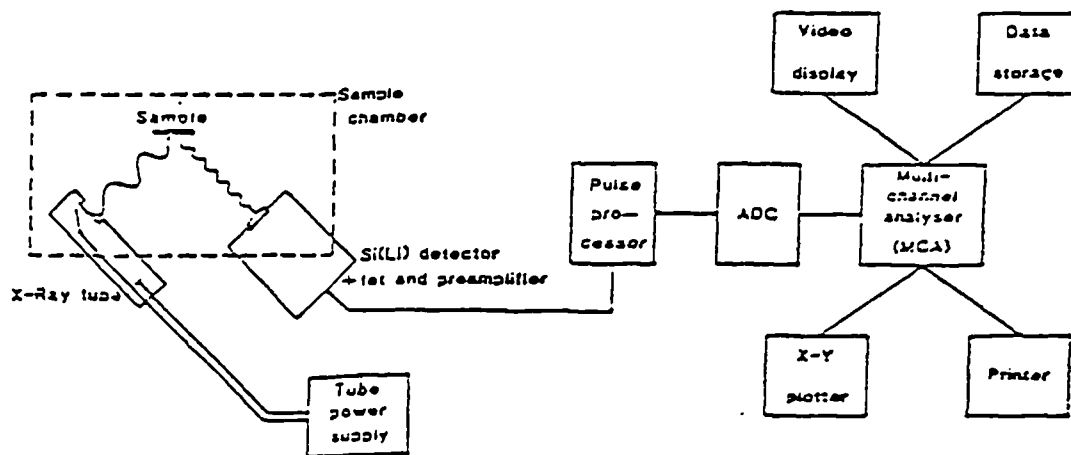 Video
display
Data
storage
Sample
chamber
Sample
Pulse
pro-
cessor
ADC
Multi-
channel
analyser
(MCA)
Si(Li) detector
+ fet and preamplifier
X-Ray tube
X-Y
plotter
Printer
Tube
power
supply